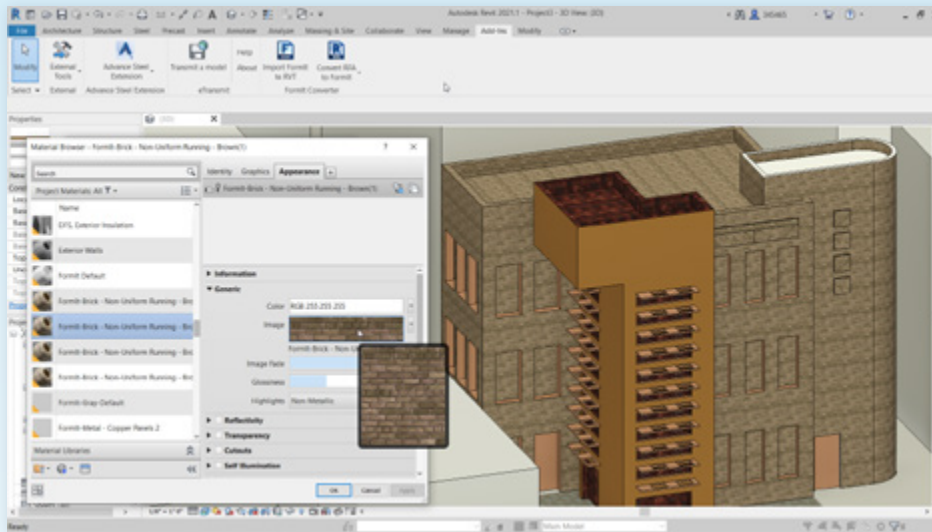 Autodesk Revit 2021.1 - Project3 - 3D View: {3D}
File Architecture Structure Steel Precast Insert Annotate Analyze Massing & Site Collaborate View Manage Add-Ins Modify
Modify
External Tools
Advance Steel Extension
Transmit a model
Help
About
Import FormIt to RVT
Convert RFA to FormIt
Select
External
Advance Steel Extension
eTransmit
FormIt Converter
Properties
{3D}
Material Browser - FormIt-Brick - Non-Uniform Running - Brown(1)
Search
Project Materials: All
Name
EIFS, Exterior Insulation
Exterior Walls
FormIt Default
FormIt-Brick - Non-Uniform Running - Bro
FormIt-Brick - Non-Uniform Running - Bro
FormIt-Brick - Non-Uniform Running - Bro
FormIt-Brick - Non-Uniform Running - Bro
FormIt-Gray Default
FormIt-Metal - Copper Panels 2
Material Libraries
Identity Graphics Appearance
FormIt-Brick - Non-Uniform Running - Brown(1)
Information
Generic
Color RGB 255 255 255
Image
FormIt-Brick - Non-U
Image Fade
Glossiness
Highlights Non-Metallic
Reflectivity
Transparency
Cutouts
Self Illumination
OK Cancel Apply
Ready
Main Model